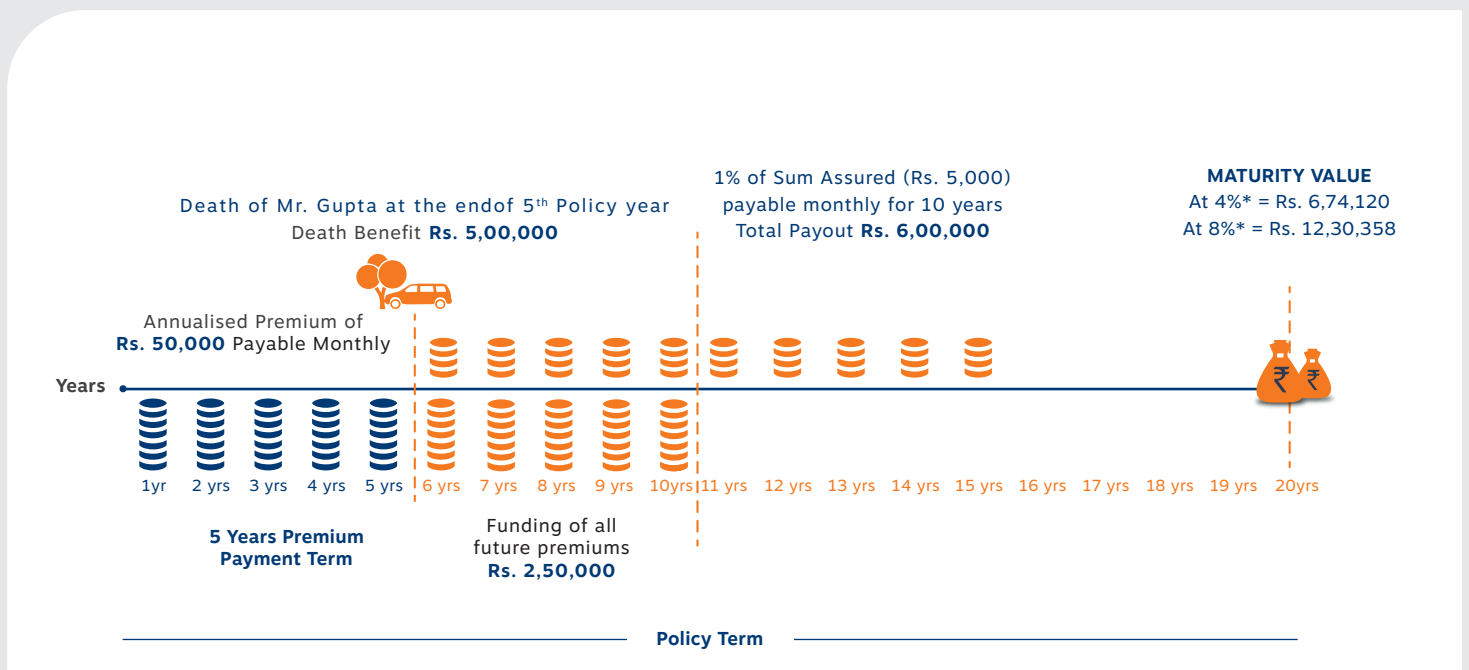 Death of Mr. Gupta at the endof 5th Policy year
Death Benefit Rs. 5,00,000
1% of Sum Assured (Rs. 5,000)
payable monthly for 10 years
Total Payout Rs. 6,00,000
MATURITY VALUE
At 4%* = Rs. 6,74,120
At 8%* = Rs. 12,30,358
Annualised Premium of
Rs. 50,000 Payable Monthly
Years
₹ ₹
1yr 2 yrs 3 yrs 4 yrs 5 yrs 6 yrs 7 yrs 8 yrs 9 yrs 10yrs 11 yrs 12 yrs 13 yrs 14 yrs 15 yrs 16 yrs 17 yrs 18 yrs 19 yrs 20yrs
5 Years Premium
Payment Term
Funding of all
future premiums
Rs. 2,50,000
Policy Term